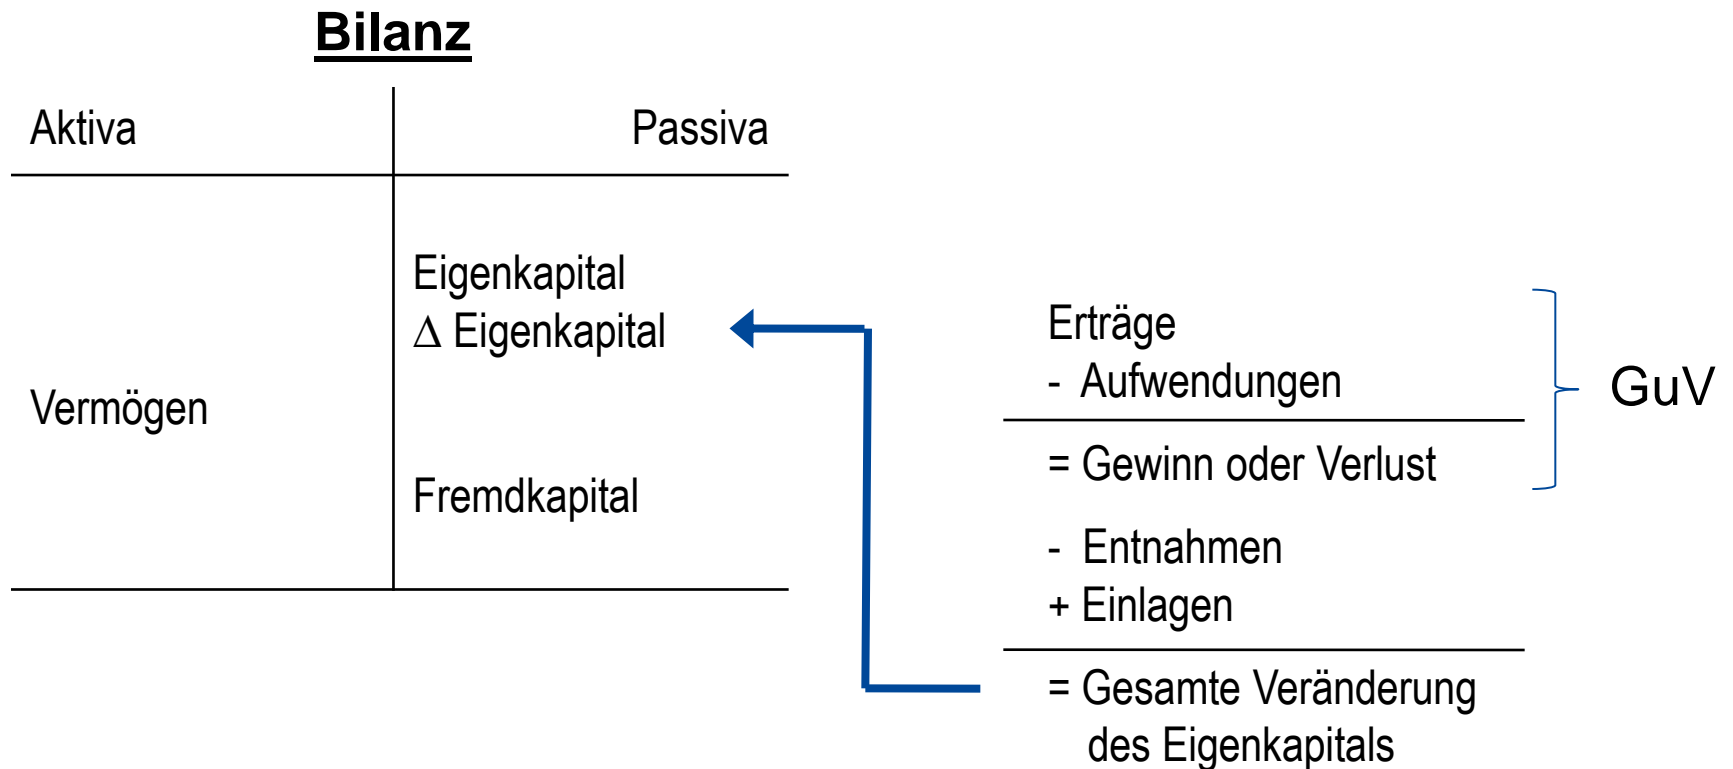 Bilanz
Aktiva
Passiva
Vermögen
Eigenkapital
Δ Eigenkapital
Fremdkapital
Erträge
- Aufwendungen
= Gewinn oder Verlust
- Entnahmen
+ Einlagen
= Gesamte Veränderung
des Eigenkapitals
GuV